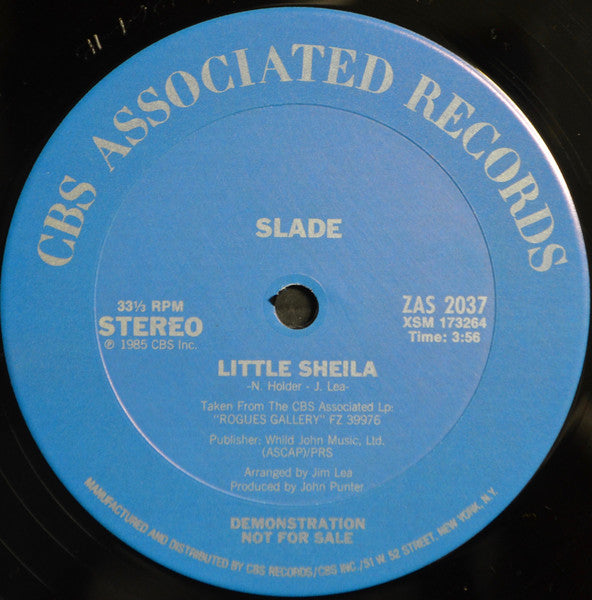 CBS ASSOCIATED RECORDS
SLADE
33⅓ RPM
STEREO
℗ 1985 CBS Inc.
ZAS 2037
XSM 173264
Time: 3:56
LITTLE SHEILA
-N. Holder - J. Lea-
Taken From The CBS Associated Lp:
"ROGUES GALLERY" FZ 39976
Publisher: Whild John Music, Ltd.
(ASCAP)/PRS
Arranged by Jim Lea
Produced by John Punter
DEMONSTRATION
NOT FOR SALE
MANUFACTURED AND DISTRIBUTED BY CBS RECORDS/CBS INC./51 W. 52 STREET, NEW YORK, N.Y.